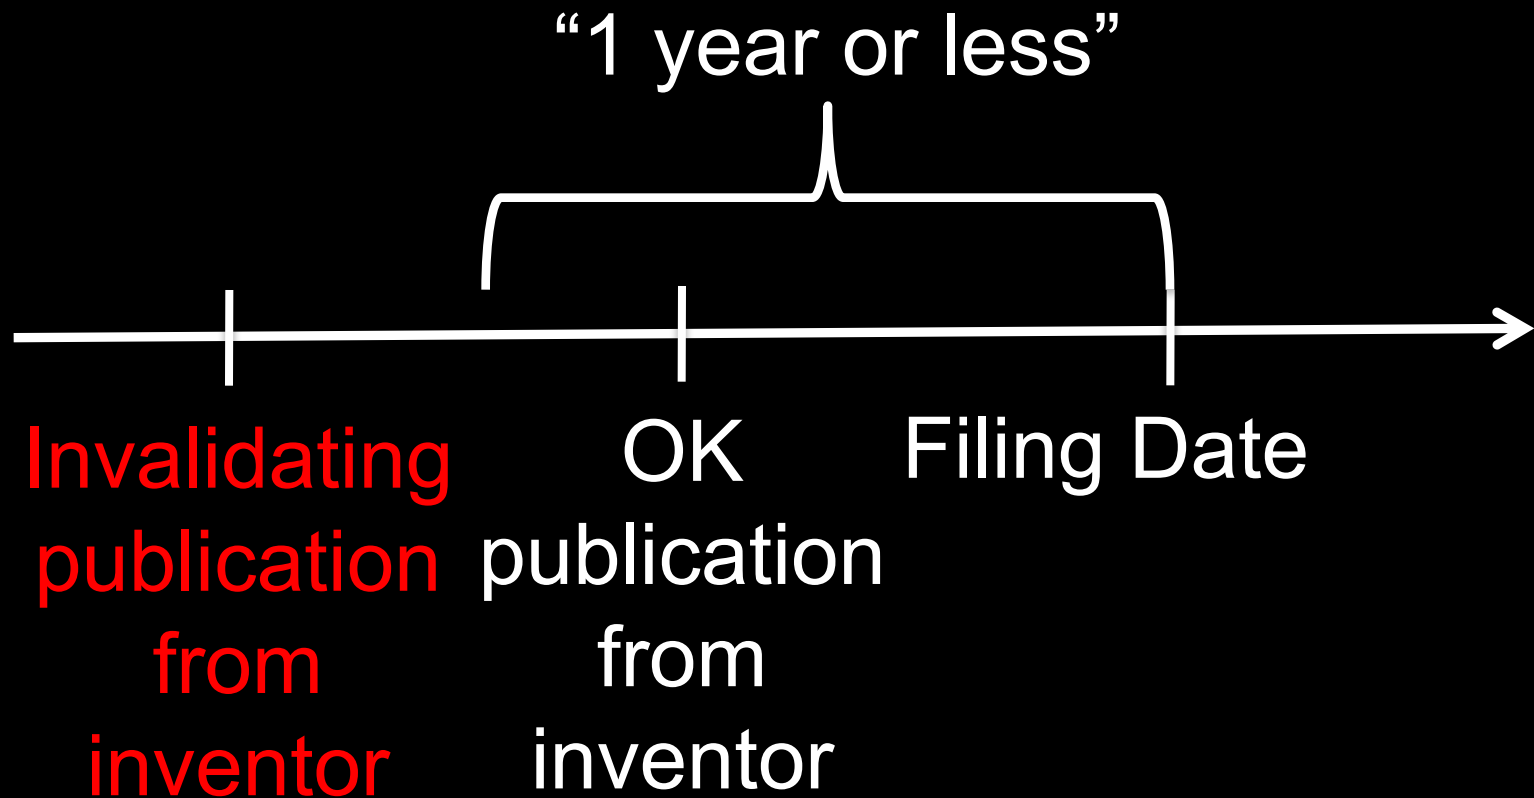 “1 year or less”
Invalidating
publication
from
inventor
OK
publication
from
inventor
Filing Date